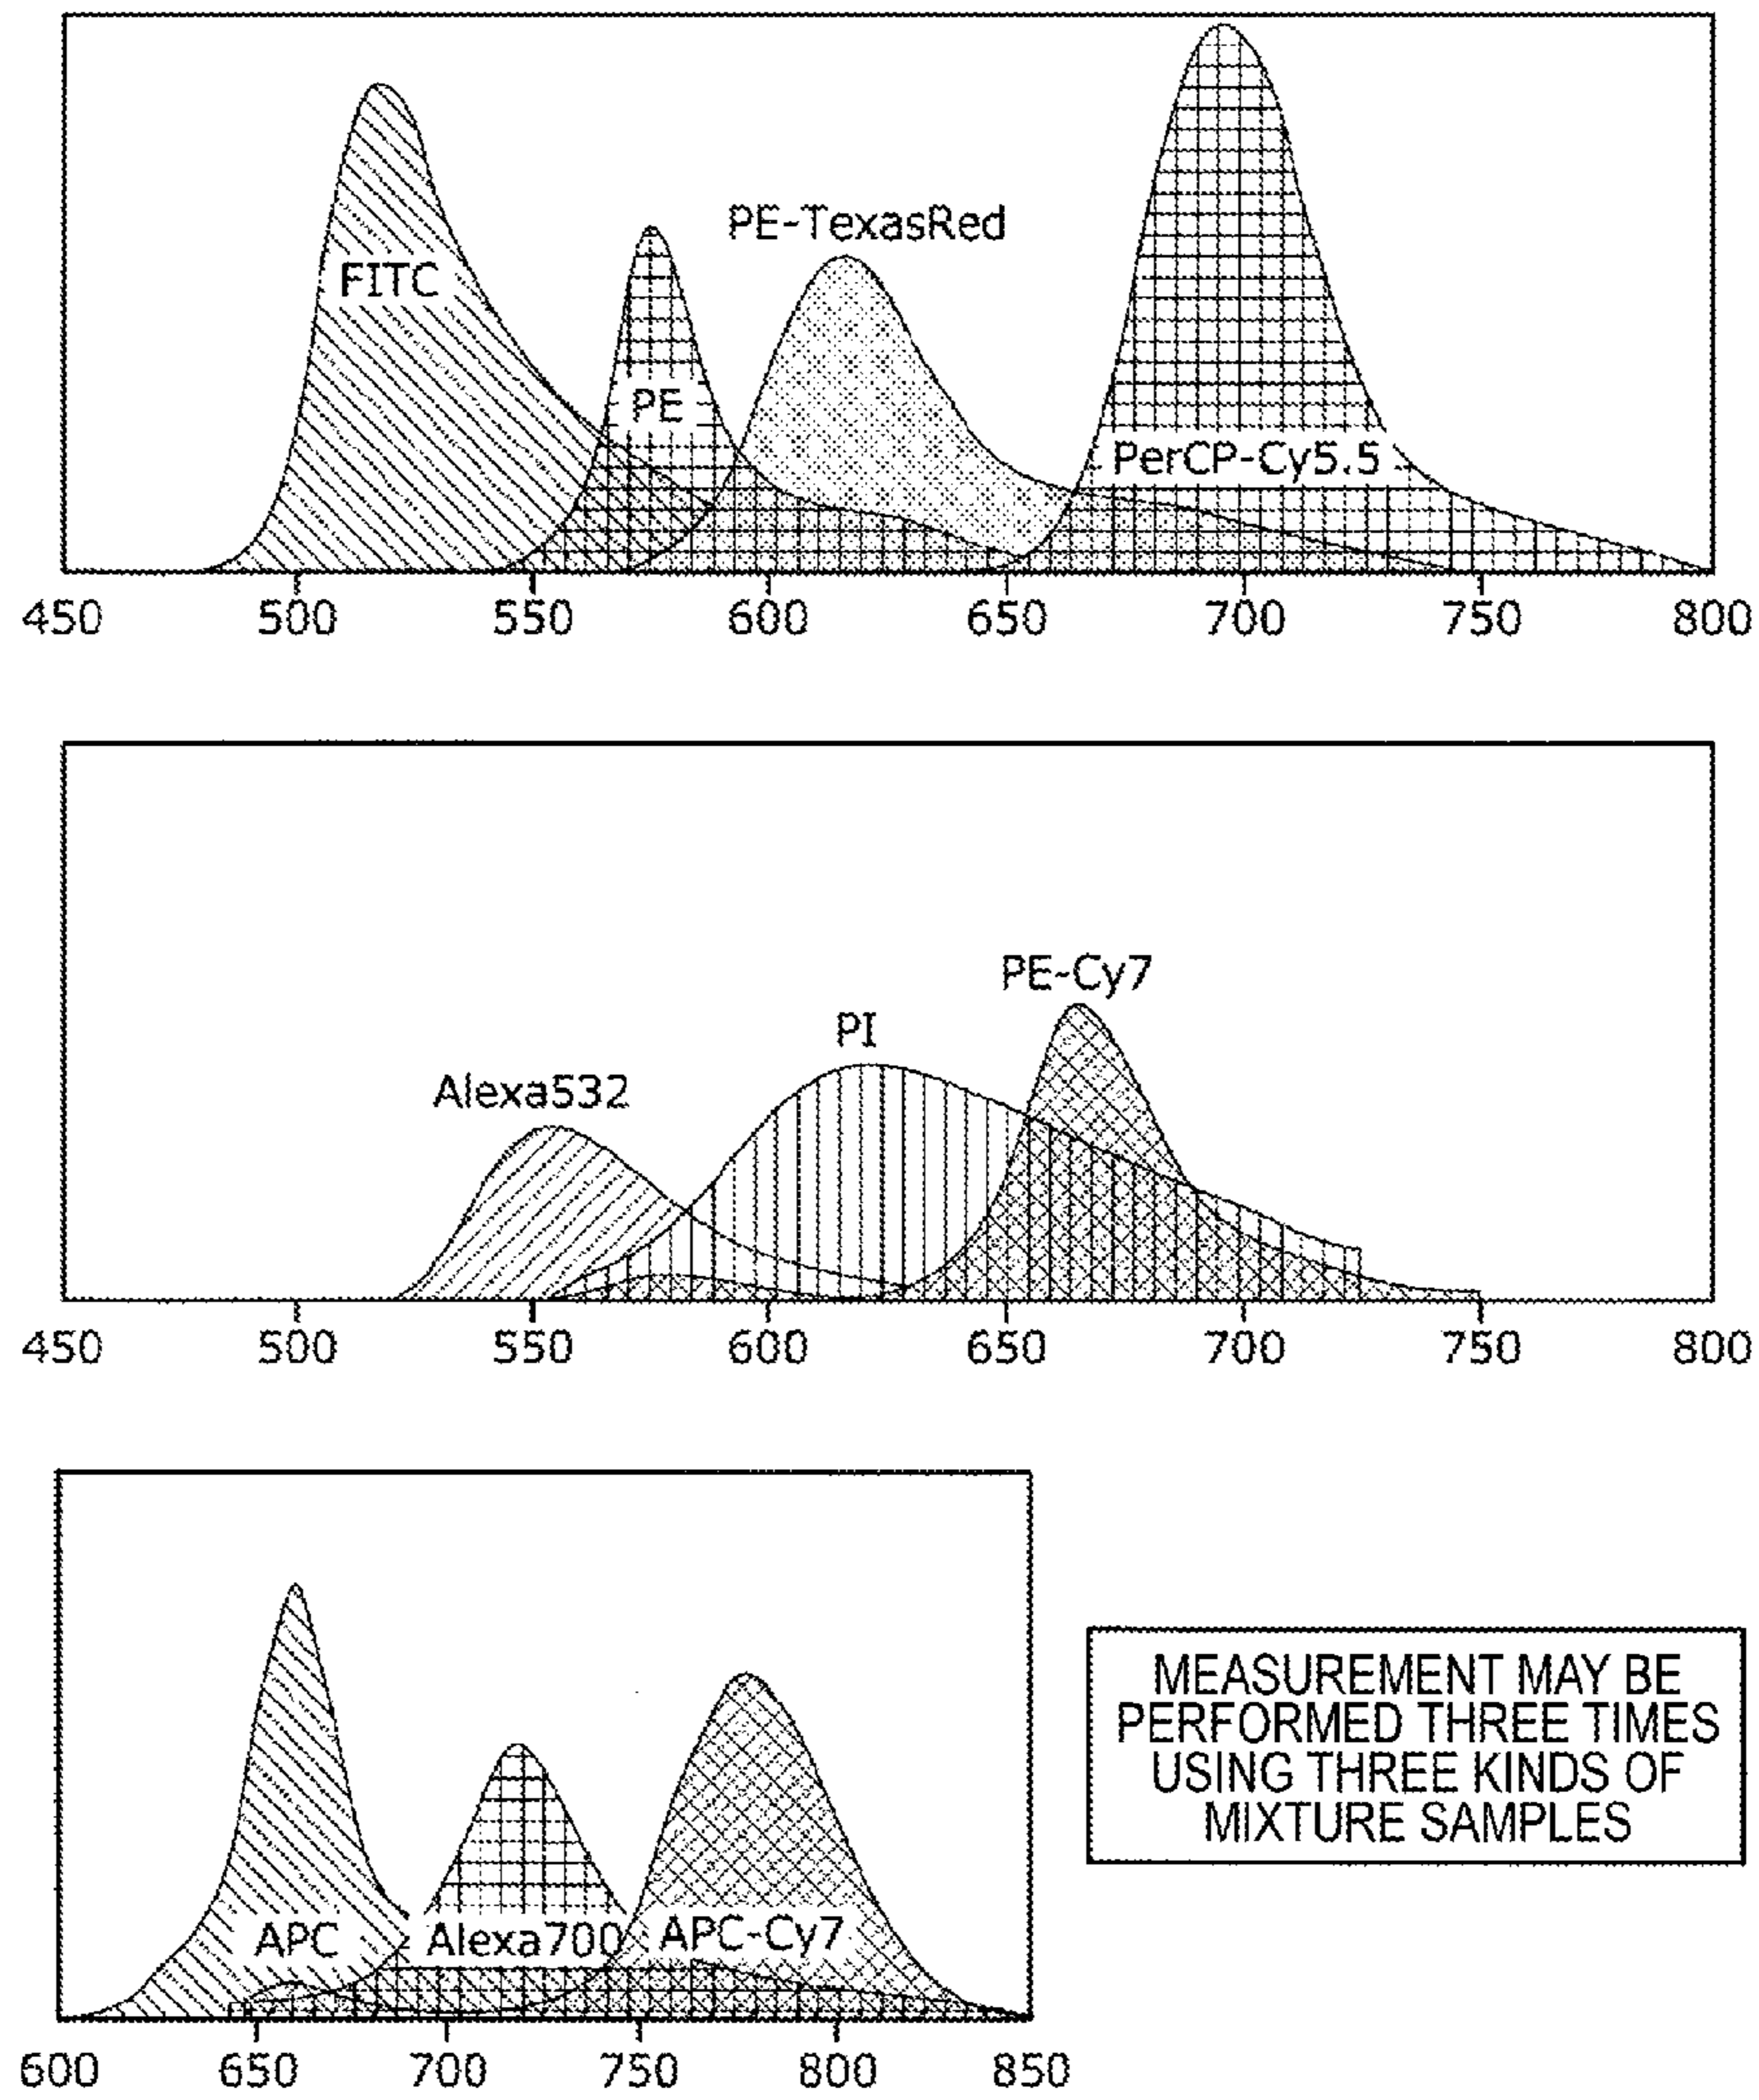 PE-TexasRed
FITC
PE
PerCP-Cy5.5
450 500 550 600 650 700 750 800
PE-Cy7
PI
Alexa532
450 500 550 600 650 700 750 800
APC Alexa700 APC-Cy7
600 650 700 750 800 850
MEASUREMENT MAY BE
PERFORMED THREE TIMES
USING THREE KINDS OF
MIXTURE SAMPLES